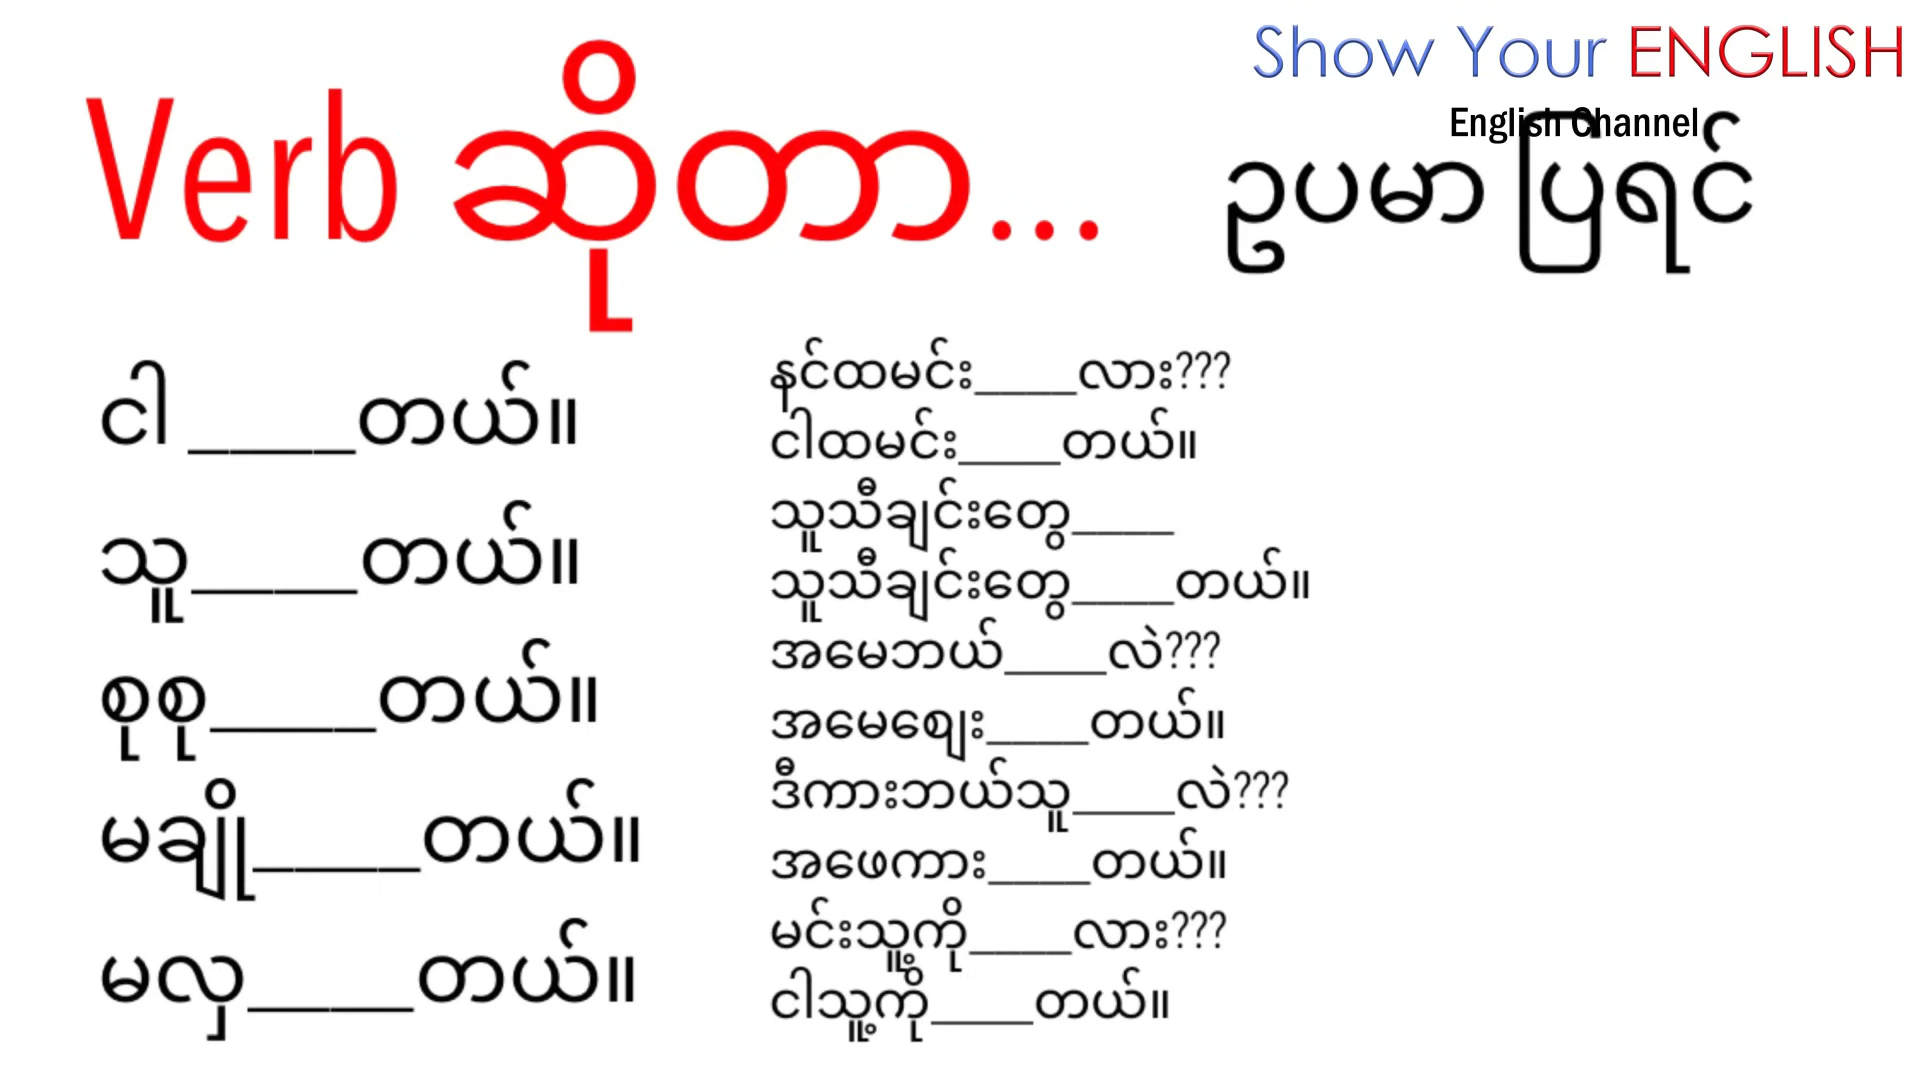 Show Your ENGLISH
English Channel
Verb ဆိုတာ...
ဥပမာ ပြရင်
ငါ ____တယ်။
သူ____တယ်။
စုစု____တယ်။
မချို____တယ်။
မလှ____တယ်။
နင်ထမင်း____လား???
ငါထမင်း____တယ်။
သူသီချင်းတွေ____
သူသီချင်းတွေ____တယ်။
အမေဘယ်____လဲ???
အမေဈေး____တယ်။
ဒီကားဘယ်သူ____လဲ???
အဖေကား____တယ်။
မင်းသူ့ကို____လား???
ငါသူ့ကို____တယ်။